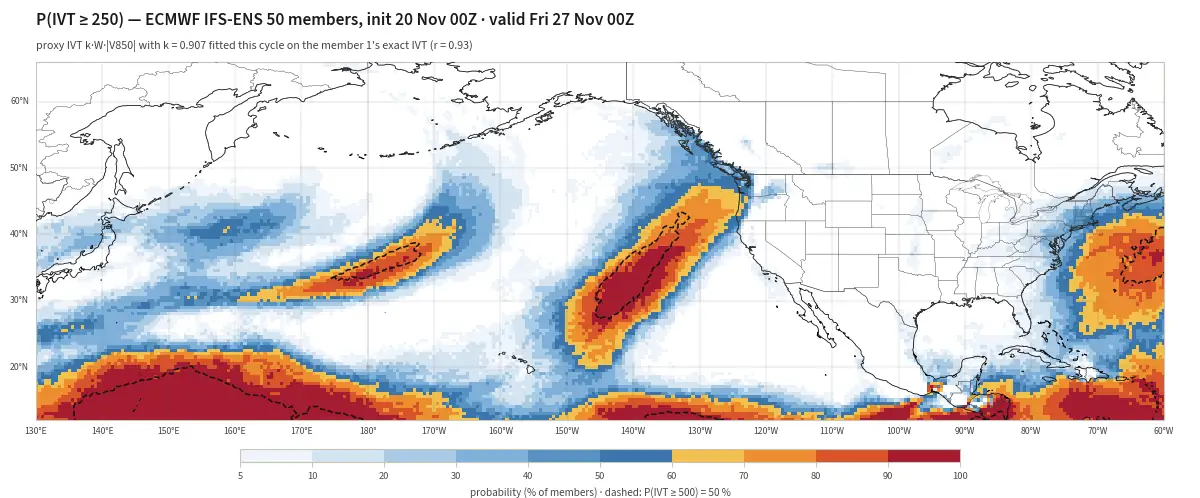 P(IVT ≥ 250) — ECMWF IFS-ENS 50 members, init 20 Nov 00Z · valid Fri 27 Nov 00Z
proxy IVT k·W·|V850| with k = 0.907 fitted this cycle on the member 1's exact IVT (r = 0.93)
60°N
50°N
40°N
30°N
20°N
130°E 140°E 150°E 160°E 170°E 180° 170°W 160°W 150°W 140°W 130°W 120°W 110°W 100°W 90°W 80°W 70°W 60°W
5 10 20 30 40 50 60 70 80 90 100
probability (% of members) · dashed: P(IVT ≥ 500) = 50 %